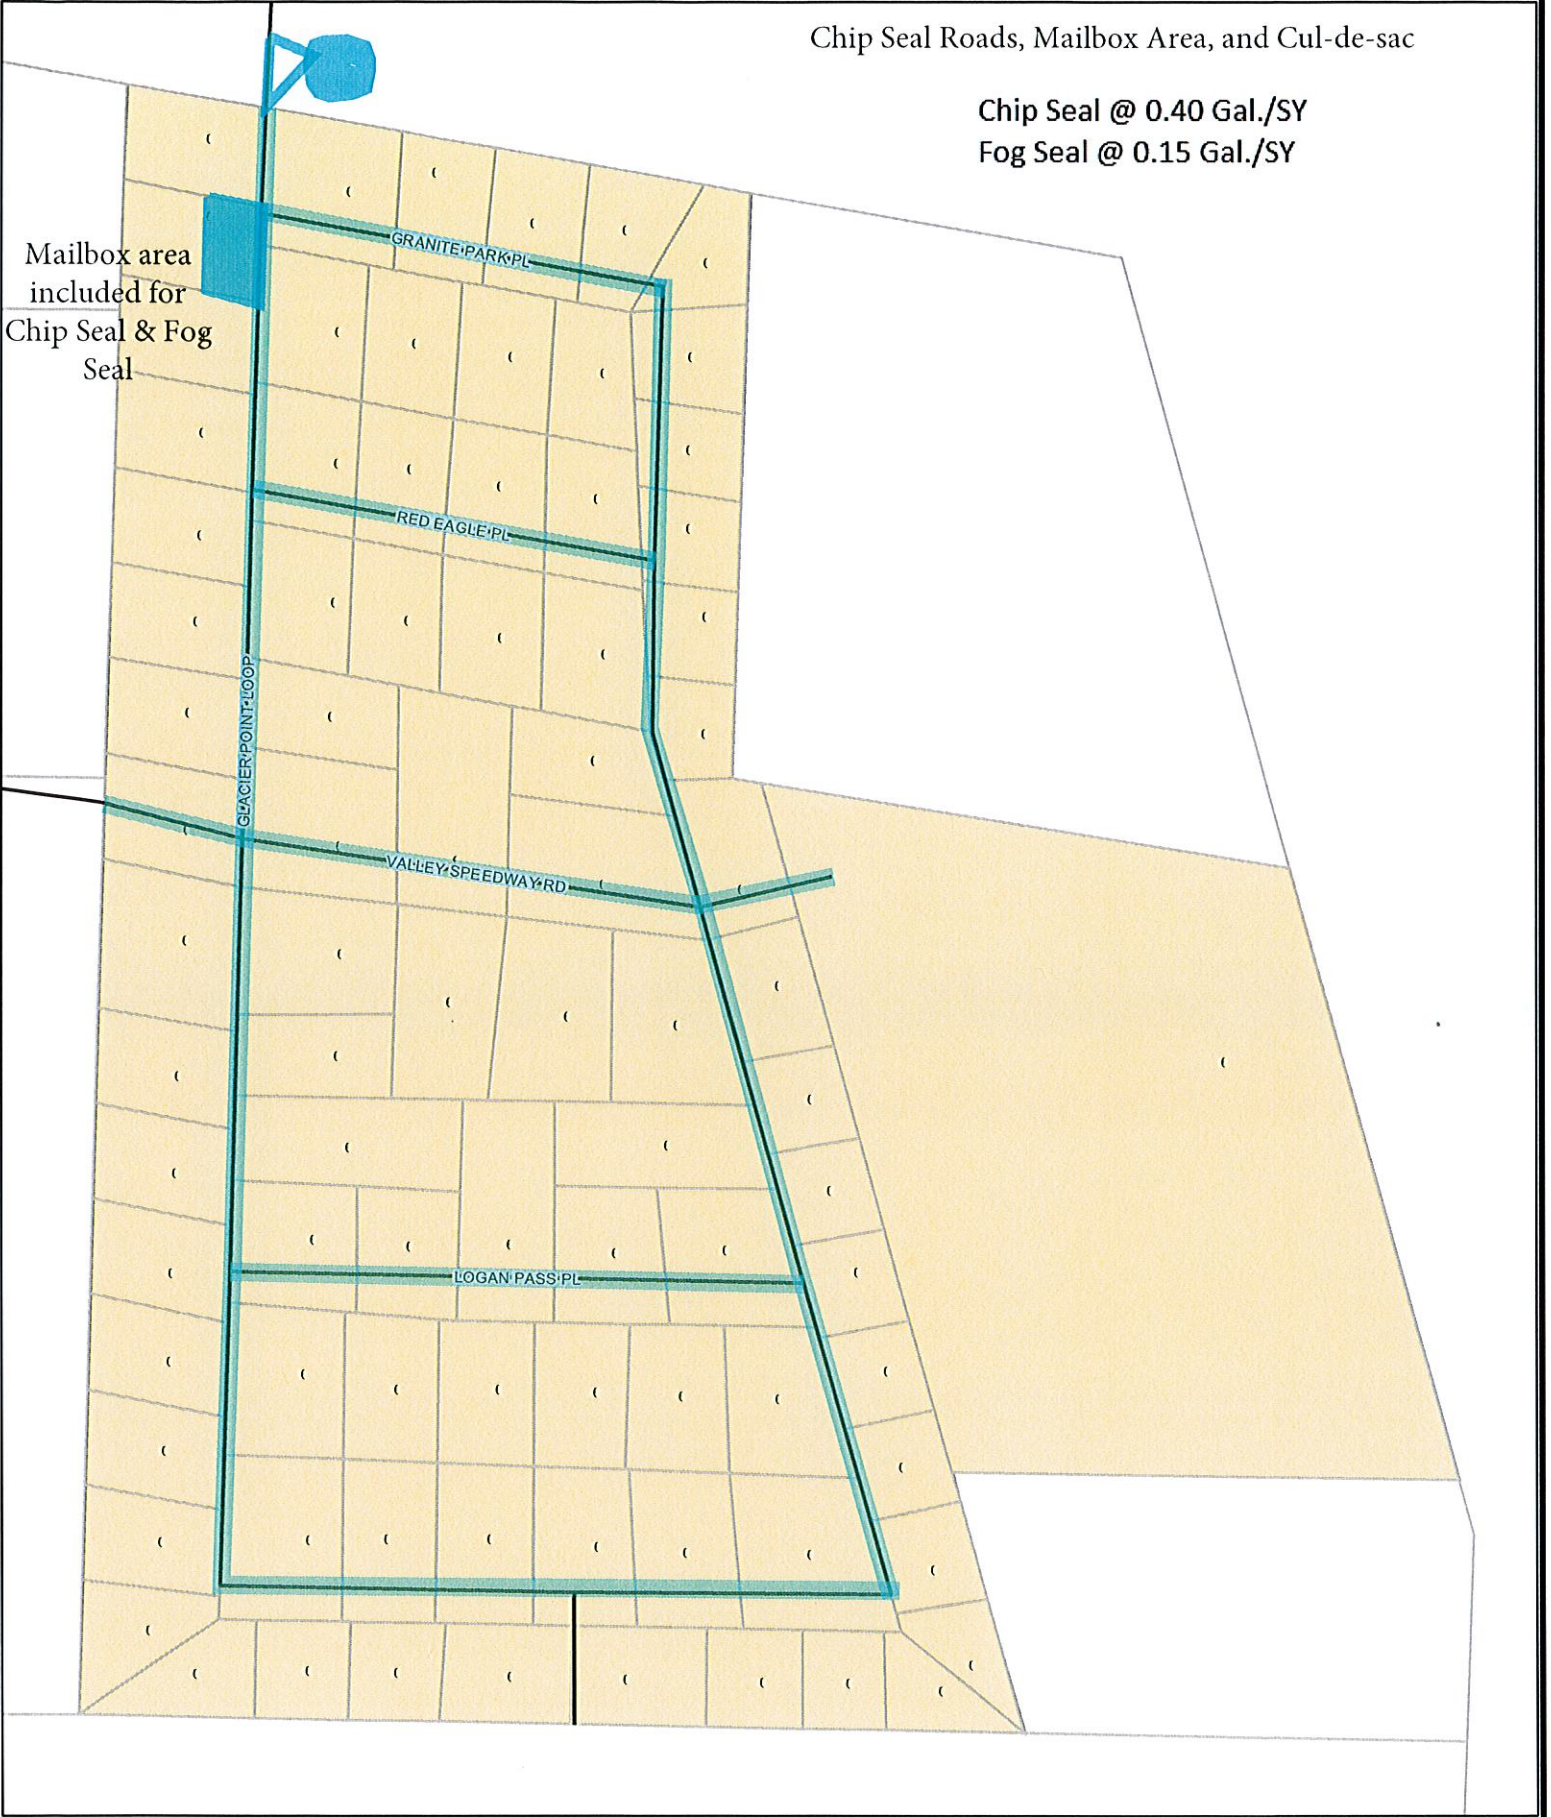 Chip Seal Roads, Mailbox Area, and Cul-de-sac
Chip Seal @ 0.40 Gal./SY
Fog Seal @ 0.15 Gal./SY
Mailbox area
included for
Chip Seal & Fog
Seal
GRANITE PARK PL
RED EAGLE PL
GLACIER POINT LOOP
VALLEY SPEEDWAY RD
LOGAN PASS PL